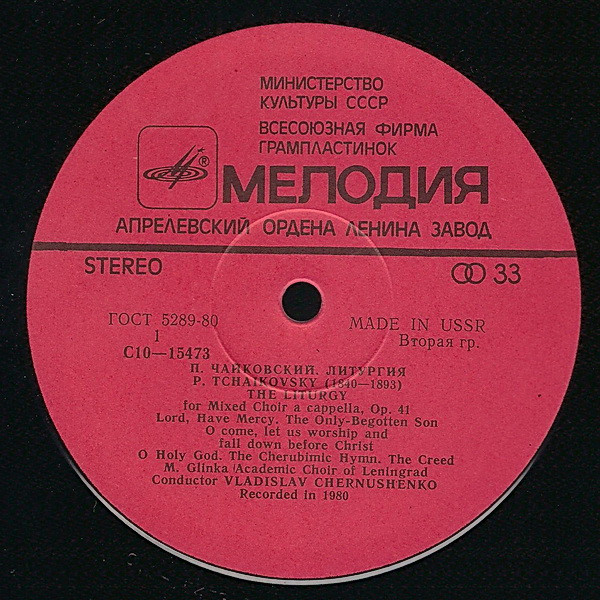 МИНИСТЕРСТВО
КУЛЬТУРЫ СССР
ВСЕСОЮЗНАЯ ФИРМА
ГРАМПЛАСТИНОК
®
МЕЛОДИЯ
АПРЕЛЕВСКИЙ ОРДЕНА ЛЕНИНА ЗАВОД
STEREO
33
ГОСТ 5289-80
MADE IN USSR
1
Вторая гр.
С10—15473
П. ЧАЙКОВСКИЙ. ЛИТУРГИЯ
P. TCHAIKOVSKY (1840—1893)
THE LITURGY
for Mixed Choir a cappella, Op. 41
Lord, Have Mercy. The Only-Begotten Son
O come, let us worship and
fall down before Christ
O Holy God. The Cherubimic Hymn. The Creed
M. Glinka Academic Choir of Leningrad
Conductor VLADISLAV CHERNUSHENKO
Recorded in 1980